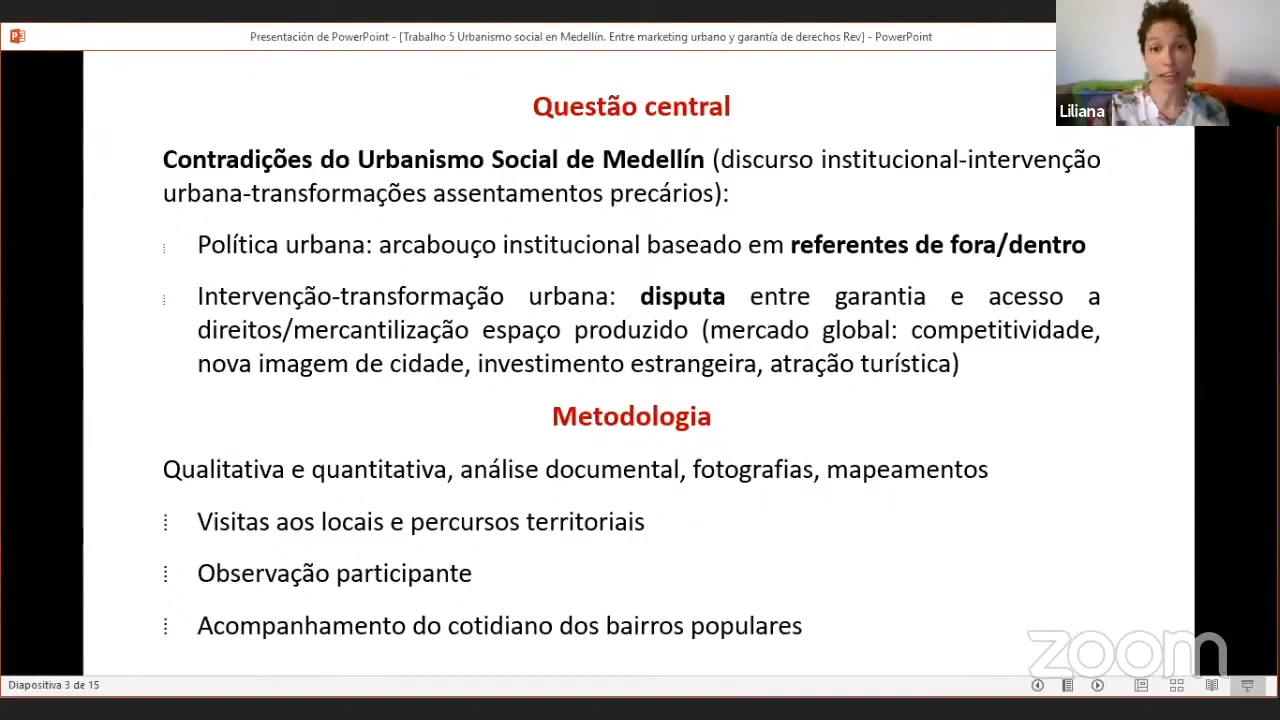 Presentación de PowerPoint - [Trabalho 5 Urbanismo social en Medellín. Entre marketing urbano y garantía de derechos Rev] - PowerPoint
Liliana
Questão central
Contradições do Urbanismo Social de Medellín (discurso institucional-intervenção
urbana-transformações assentamentos precários):
Política urbana: arcabouço institucional baseado em referentes de fora/dentro
Intervenção-transformação urbana: disputa entre garantia e acesso a
direitos/mercantilização espaço produzido (mercado global: competitividade,
nova imagem de cidade, investimento estrangeira, atração turística)
Metodologia
Qualitativa e quantitativa, análise documental, fotografias, mapeamentos
Visitas aos locais e percursos territoriais
Observação participante
Acompanhamento do cotidiano dos bairros populares
zoom
Diapositiva 3 de 15